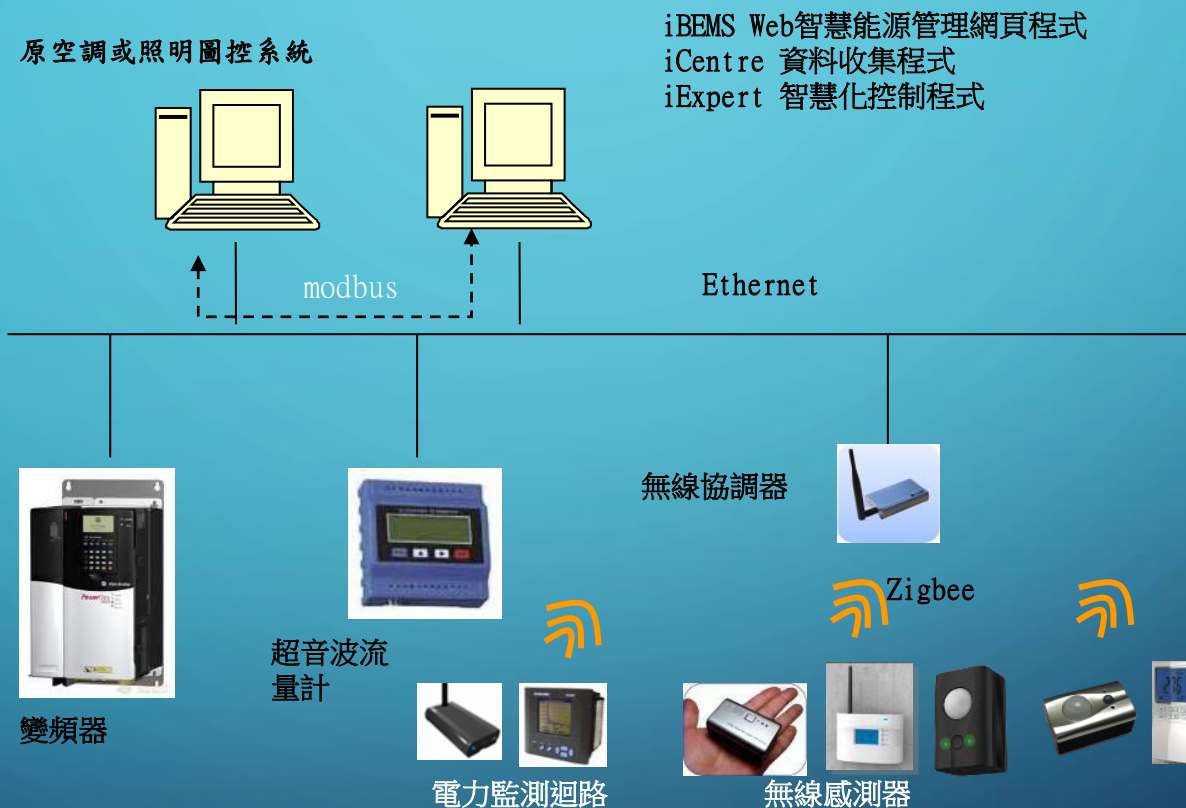 原空調或照明圖控系統
iBEMS Web智慧能源管理網頁程式
iCentre 資料收集程式
iExpert 智慧化控制程式
modbus
Ethernet
無線協調器
Zigbee
超音波流
量計
變頻器
電力監測迴路
無線感測器